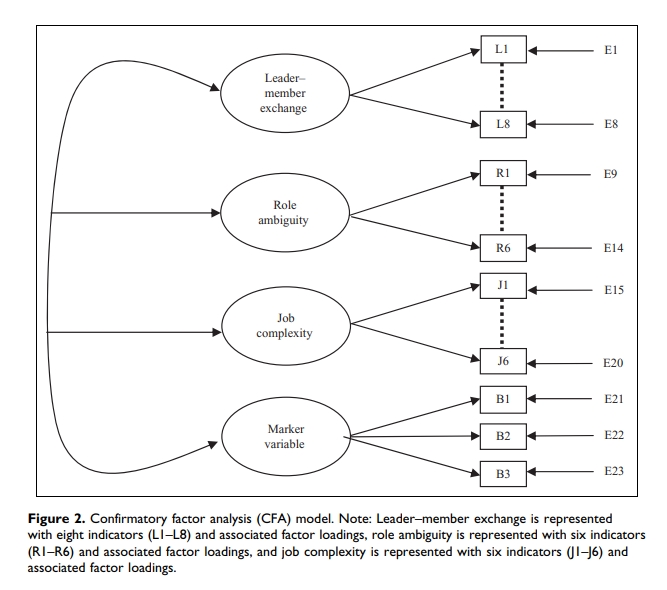 Leader–
member
exchange
L1
E1
L8
E8
Role
ambiguity
R1
E9
R6
E14
Job
complexity
J1
E15
J6
E20
Marker
variable
B1
E21
B2
E22
B3
E23
Figure 2. Confirmatory factor analysis (CFA) model. Note: Leader–member exchange is represented
with eight indicators (L1–L8) and associated factor loadings, role ambiguity is represented with six indicators
(R1–R6) and associated factor loadings, and job complexity is represented with six indicators (J1–J6) and
associated factor loadings.